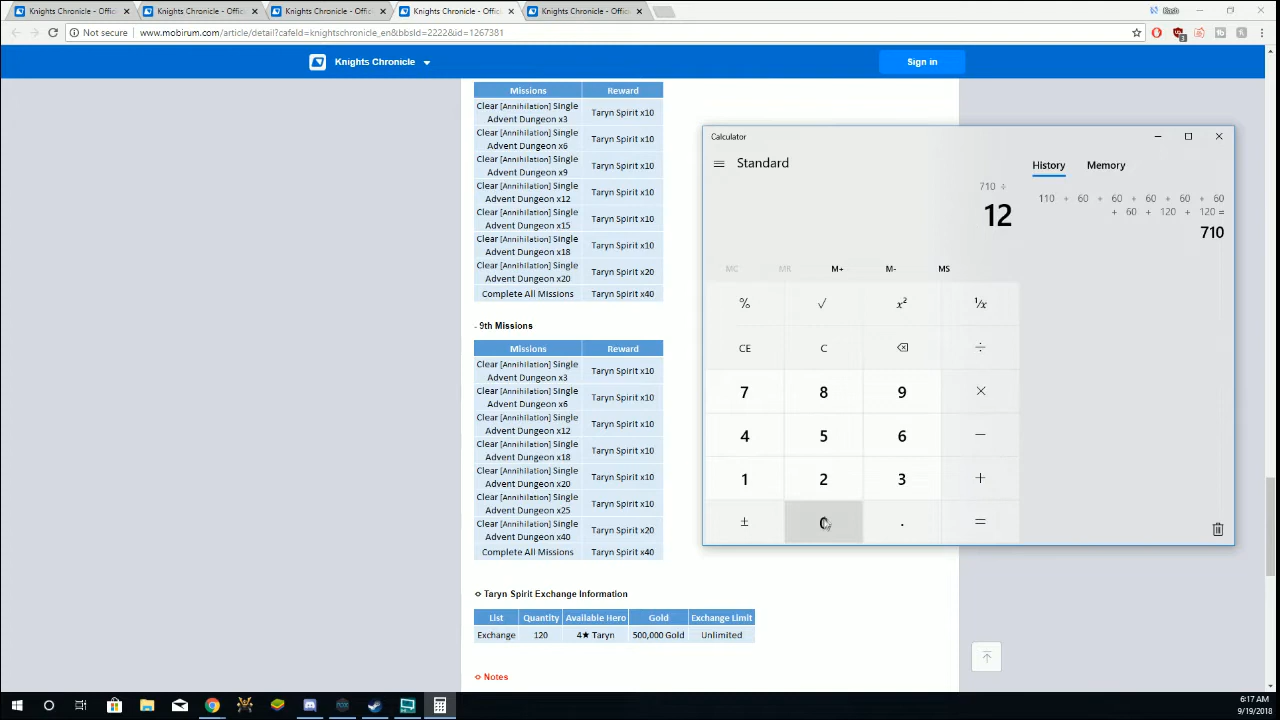 Knights Chronicle - Offic
Knights Chronicle - Offic
Knights Chronicle - Offic
Knights Chronicle - Offic
Knights Chronicle - Offic
Kash
Not secure
www.mobirum.com/article/detail?cafeId=knightschronicle_en&bbsId=2222&id=1267381
Knights Chronicle
Sign in
Missions Reward
Clear [Annihilation] Single
Advent Dungeon x3
Taryn Spirit x10
Clear [Annihilation] Single
Advent Dungeon x6
Taryn Spirit x10
Clear [Annihilation] Single
Advent Dungeon x9
Taryn Spirit x10
Clear [Annihilation] Single
Advent Dungeon x12
Taryn Spirit x10
Clear [Annihilation] Single
Advent Dungeon x15
Taryn Spirit x10
Clear [Annihilation] Single
Advent Dungeon x18
Taryn Spirit x10
Clear [Annihilation] Single
Advent Dungeon x20
Taryn Spirit x20
Complete All Missions Taryn Spirit x40
- 9th Missions
Missions Reward
Clear [Annihilation] Single
Advent Dungeon x3
Taryn Spirit x10
Clear [Annihilation] Single
Advent Dungeon x6
Taryn Spirit x10
Clear [Annihilation] Single
Advent Dungeon x12
Taryn Spirit x10
Clear [Annihilation] Single
Advent Dungeon x18
Taryn Spirit x10
Clear [Annihilation] Single
Advent Dungeon x20
Taryn Spirit x10
Clear [Annihilation] Single
Advent Dungeon x25
Taryn Spirit x10
Clear [Annihilation] Single
Advent Dungeon x40
Taryn Spirit x20
Complete All Missions Taryn Spirit x40
Taryn Spirit Exchange Information
List Quantity Available Hero Gold Exchange Limit
Exchange 120 4★ Taryn 500,000 Gold Unlimited
Notes
Calculator
Standard
710 ÷
12
History Memory
110 + 60 + 60 + 60 + 60 + 60
+ 60 + 120 + 120 =
710
MC MR M+ M- MS
% √ x² ¹/x
CE C ÷
7 8 9 ×
4 5 6 −
1 2 3 +
± 0 . =
6:17 AM
9/19/2018